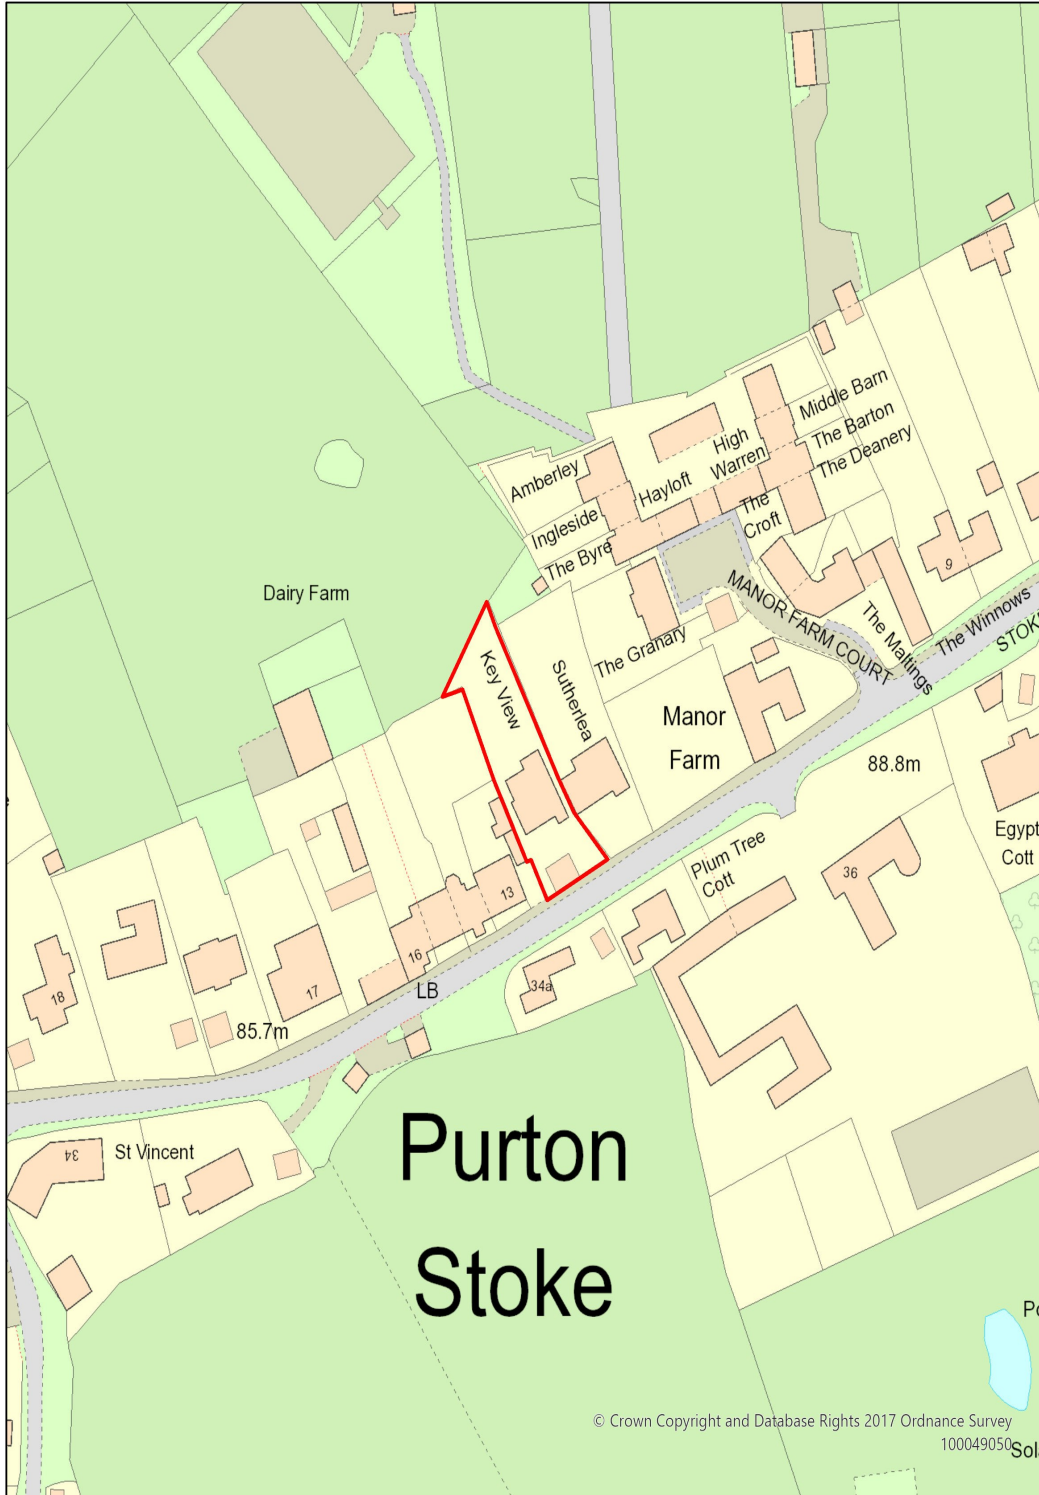 Middle Barn
The Barton
The Deanery
High
Warren
Amberley
Hayloft
The
Croft
Ingleside
The Byre
Dairy Farm
9
MANOR FARM COURT
The Maltings
The Winnows
The Granary
Key View
Sutherlea
Manor
Farm
88.8m
Egypt
Cott
Plum Tree
Cott
36
13
16
LB
34a
18
17
85.7m
34
St Vincent
Purton
Stoke
© Crown Copyright and Database Rights 2017 Ordnance Survey
100049050